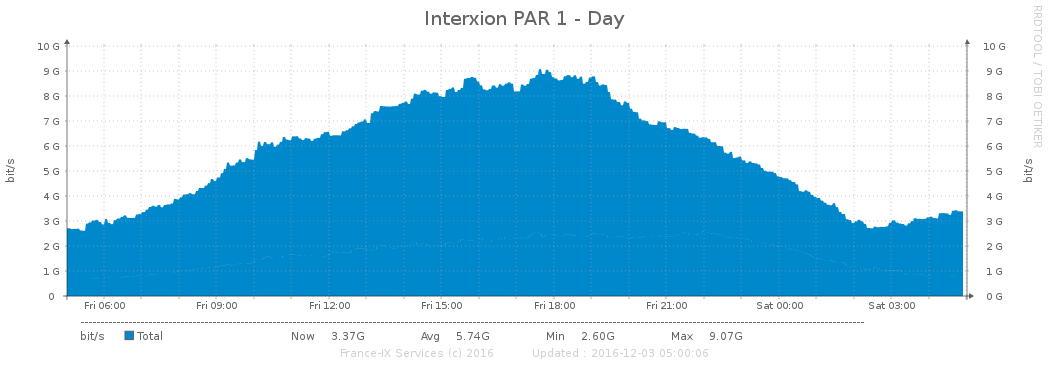 Interxion PAR 1 - Day
RRDTOOL / TOBI OETIKER
bit/s
bit/s
10 G 10 G
9 G 9 G
8 G 8 G
7 G 7 G
6 G 6 G
5 G 5 G
4 G 4 G
3 G 3 G
2 G 2 G
1 G 1 G
0 0 G
Fri 06:00 Fri 09:00 Fri 12:00 Fri 15:00 Fri 18:00 Fri 21:00 Sat 00:00 Sat 03:00
bit/s Total Now 3.37G Avg 5.74G Min 2.60G Max 9.07G
France-IX Services (c) 2016 Updated : 2016-12-03 05:00:06